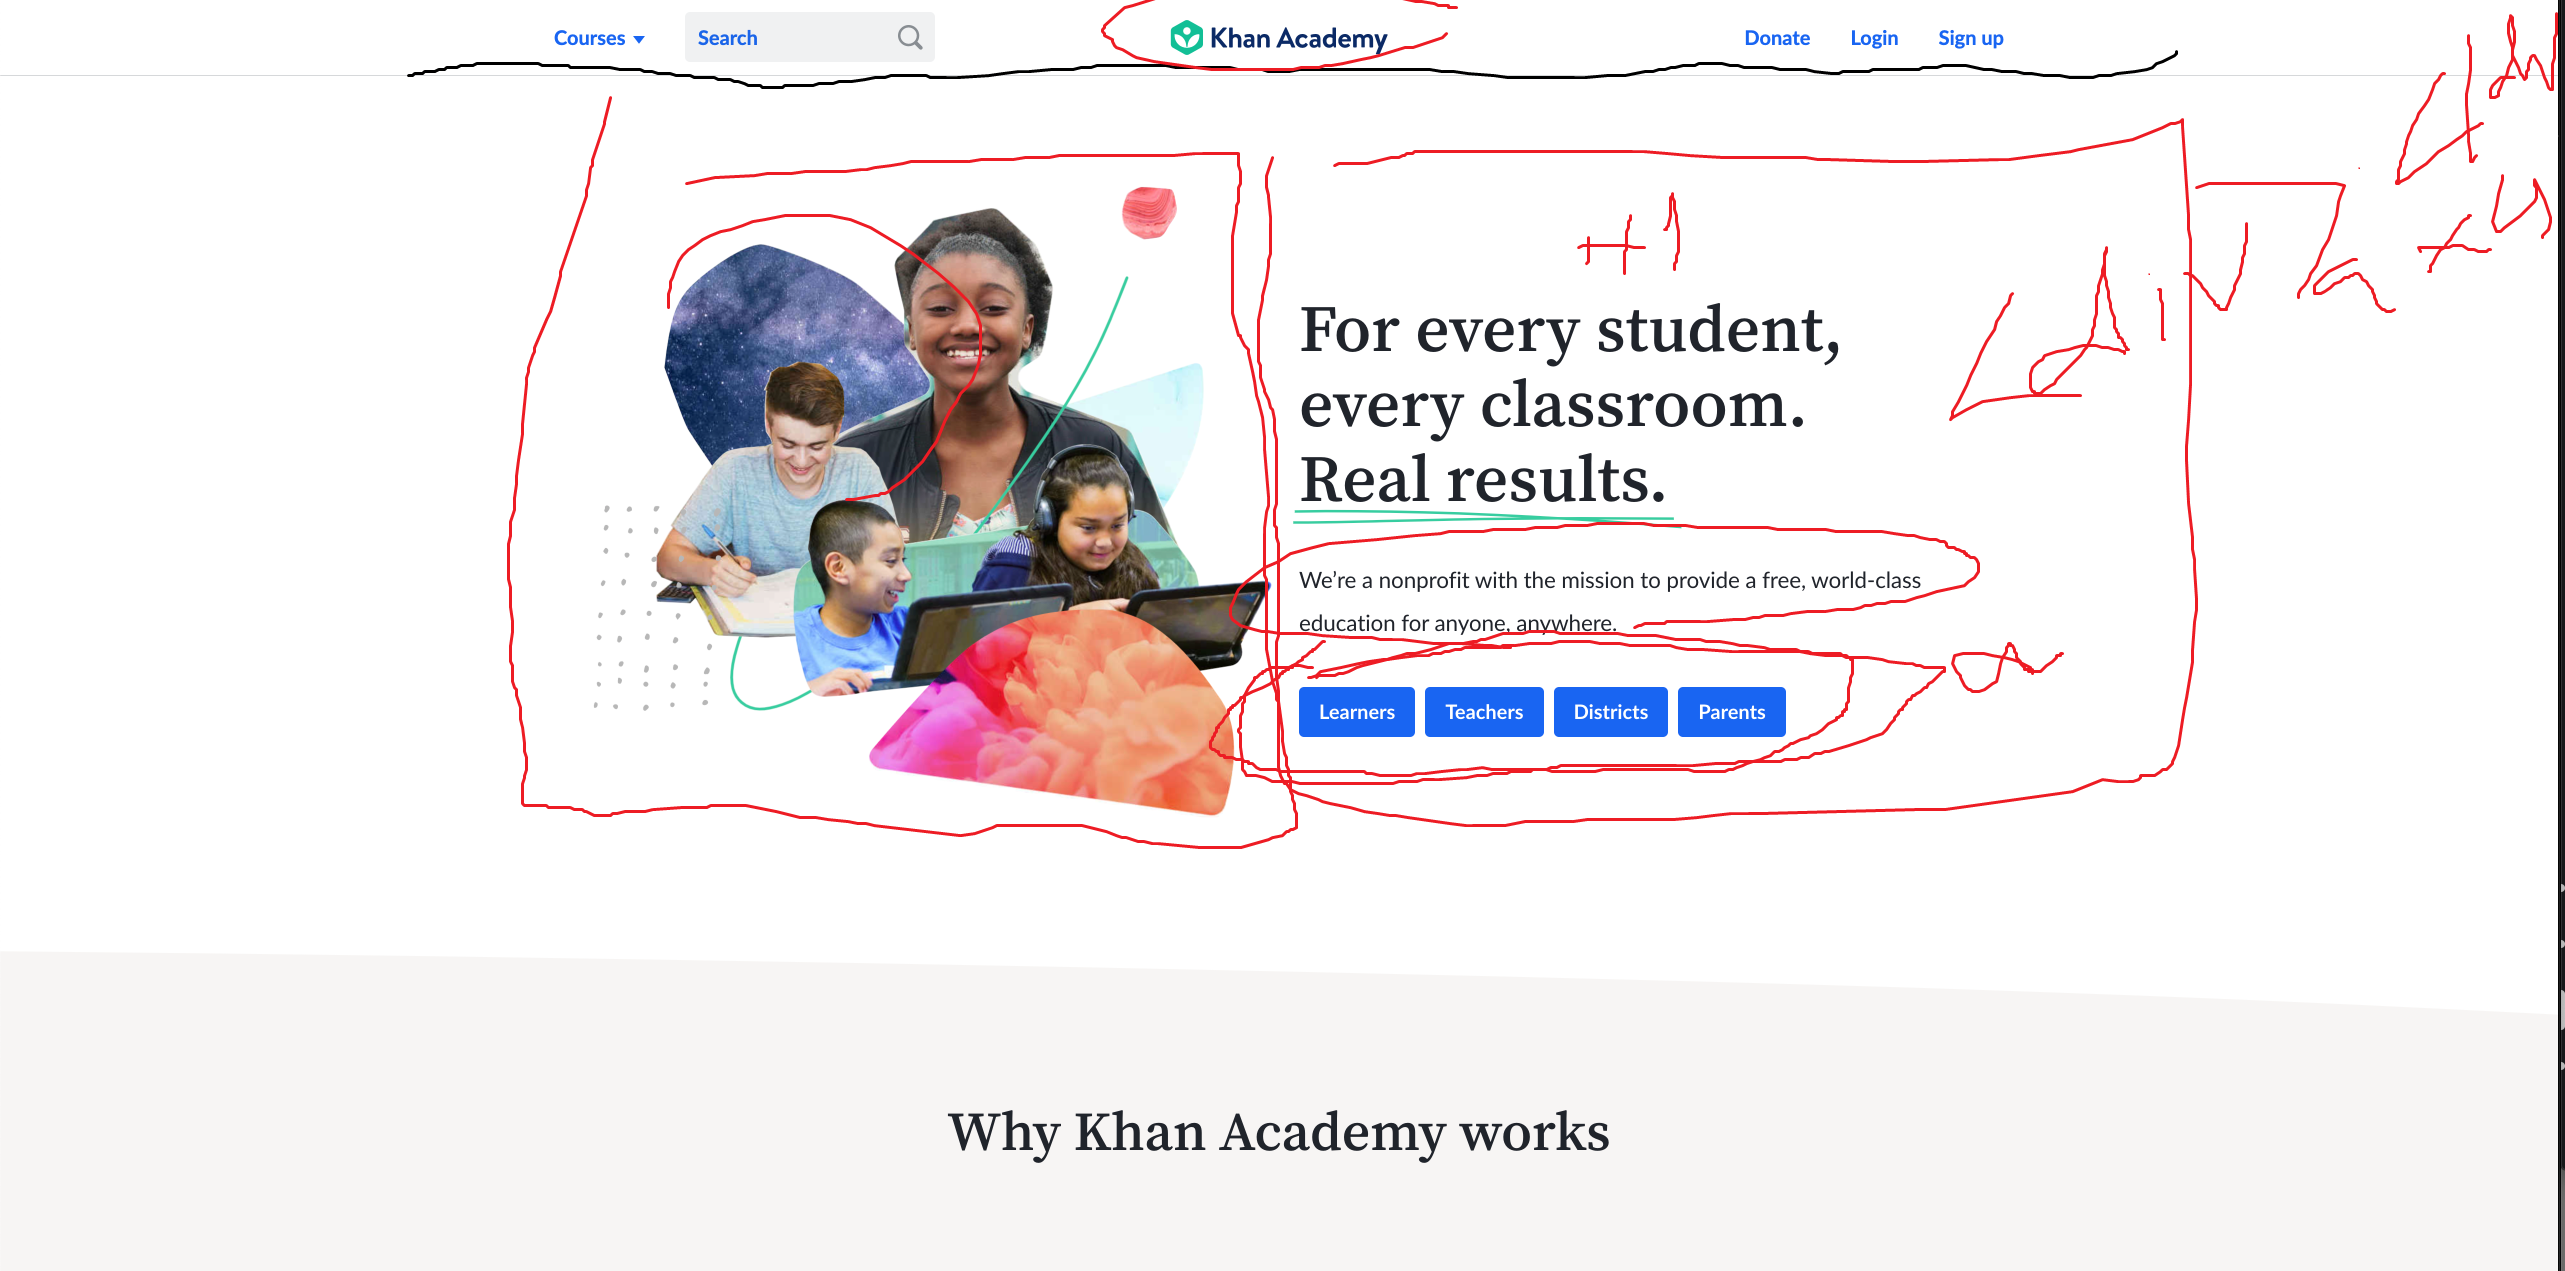 Courses
Search
Khan Academy
Donate
Login
Sign up
H1
<div>
For every student,
every classroom.
Real results.
We’re a nonprofit with the mission to provide a free, world-class
education for anyone, anywhere.
Learners
Teachers
Districts
Parents
Why Khan Academy works